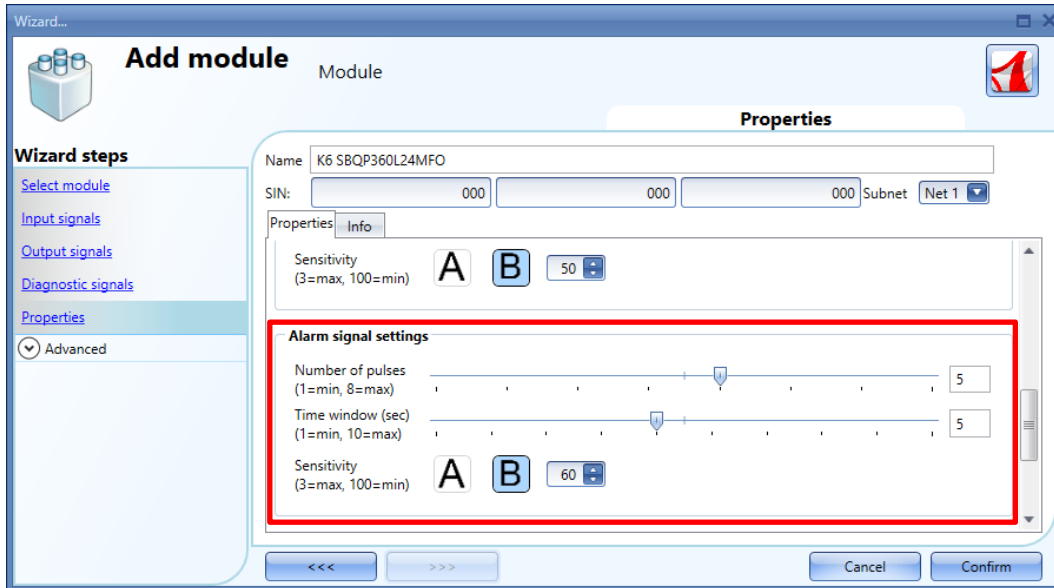 Wizard...
Add module
Module
Properties
Wizard steps
Select module
Input signals
Output signals
Diagnostic signals
Properties
Advanced
Name K6 SBQP360L24MFO
SIN: 000 000 000 Subnet Net 1
Properties Info
Sensitivity
(3=max, 100=min) A B 50
Alarm signal settings
Number of pulses
(1=min, 8=max) 5
Time window (sec)
(1=min, 10=max) 5
Sensitivity
(3=max, 100=min) A B 60
<<< >>> Cancel Confirm